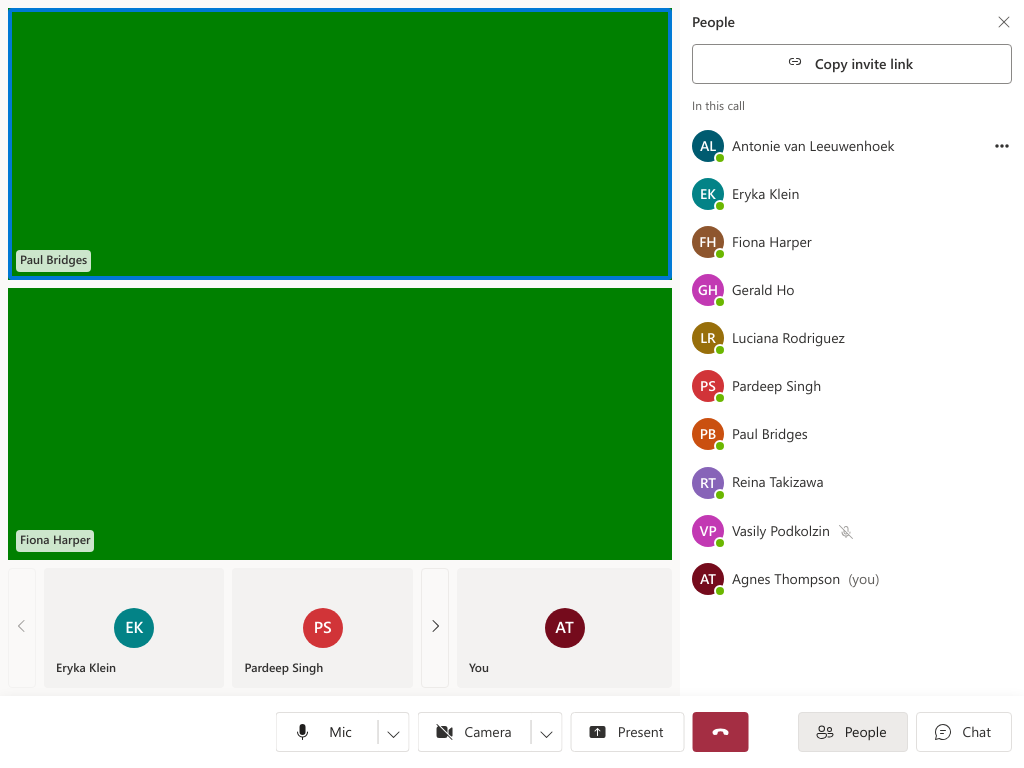 Paul Bridges
Fiona Harper
EK
Eryka Klein
PS
Pardeep Singh
AT
You
People
Copy invite link
In this call
AL Antonie van Leeuwenhoek
EK Eryka Klein
FH Fiona Harper
GH Gerald Ho
LR Luciana Rodriguez
PS Pardeep Singh
PB Paul Bridges
RT Reina Takizawa
VP Vasily Podkolzin
AT Agnes Thompson (you)
Mic
Camera
Present
People
Chat